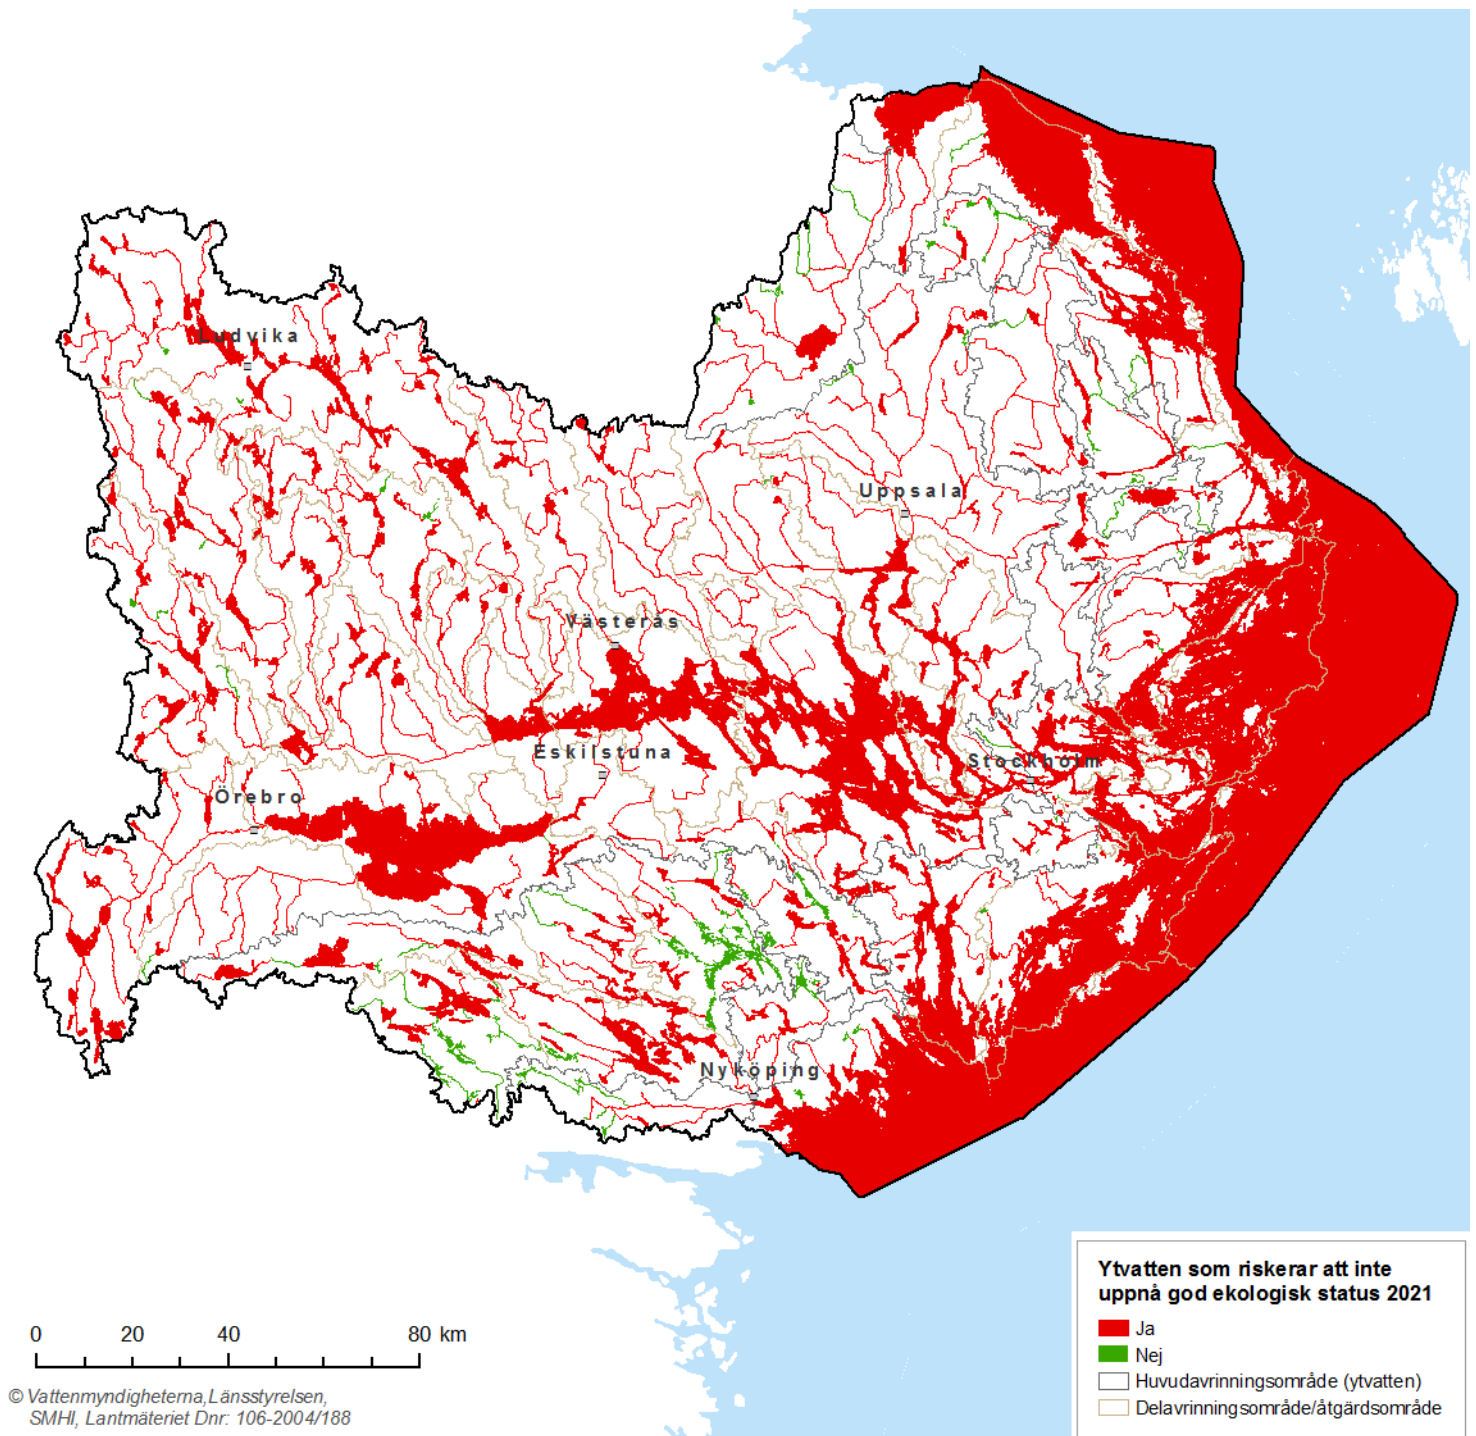 Ludvika
Uppsala
Västerås
Eskilstuna
Stockholm
Örebro
Nyköping
Ytvatten som riskerar att inte
uppnå god ekologisk status 2021
Ja
Nej
Huvudavrinningsområde (ytvatten)
Delavrinningsområde/åtgärdsområde
0 20 40 80 km
© Vattenmyndigheterna,Länsstyrelsen,
SMHI, Lantmäteriet Dnr: 106-2004/188